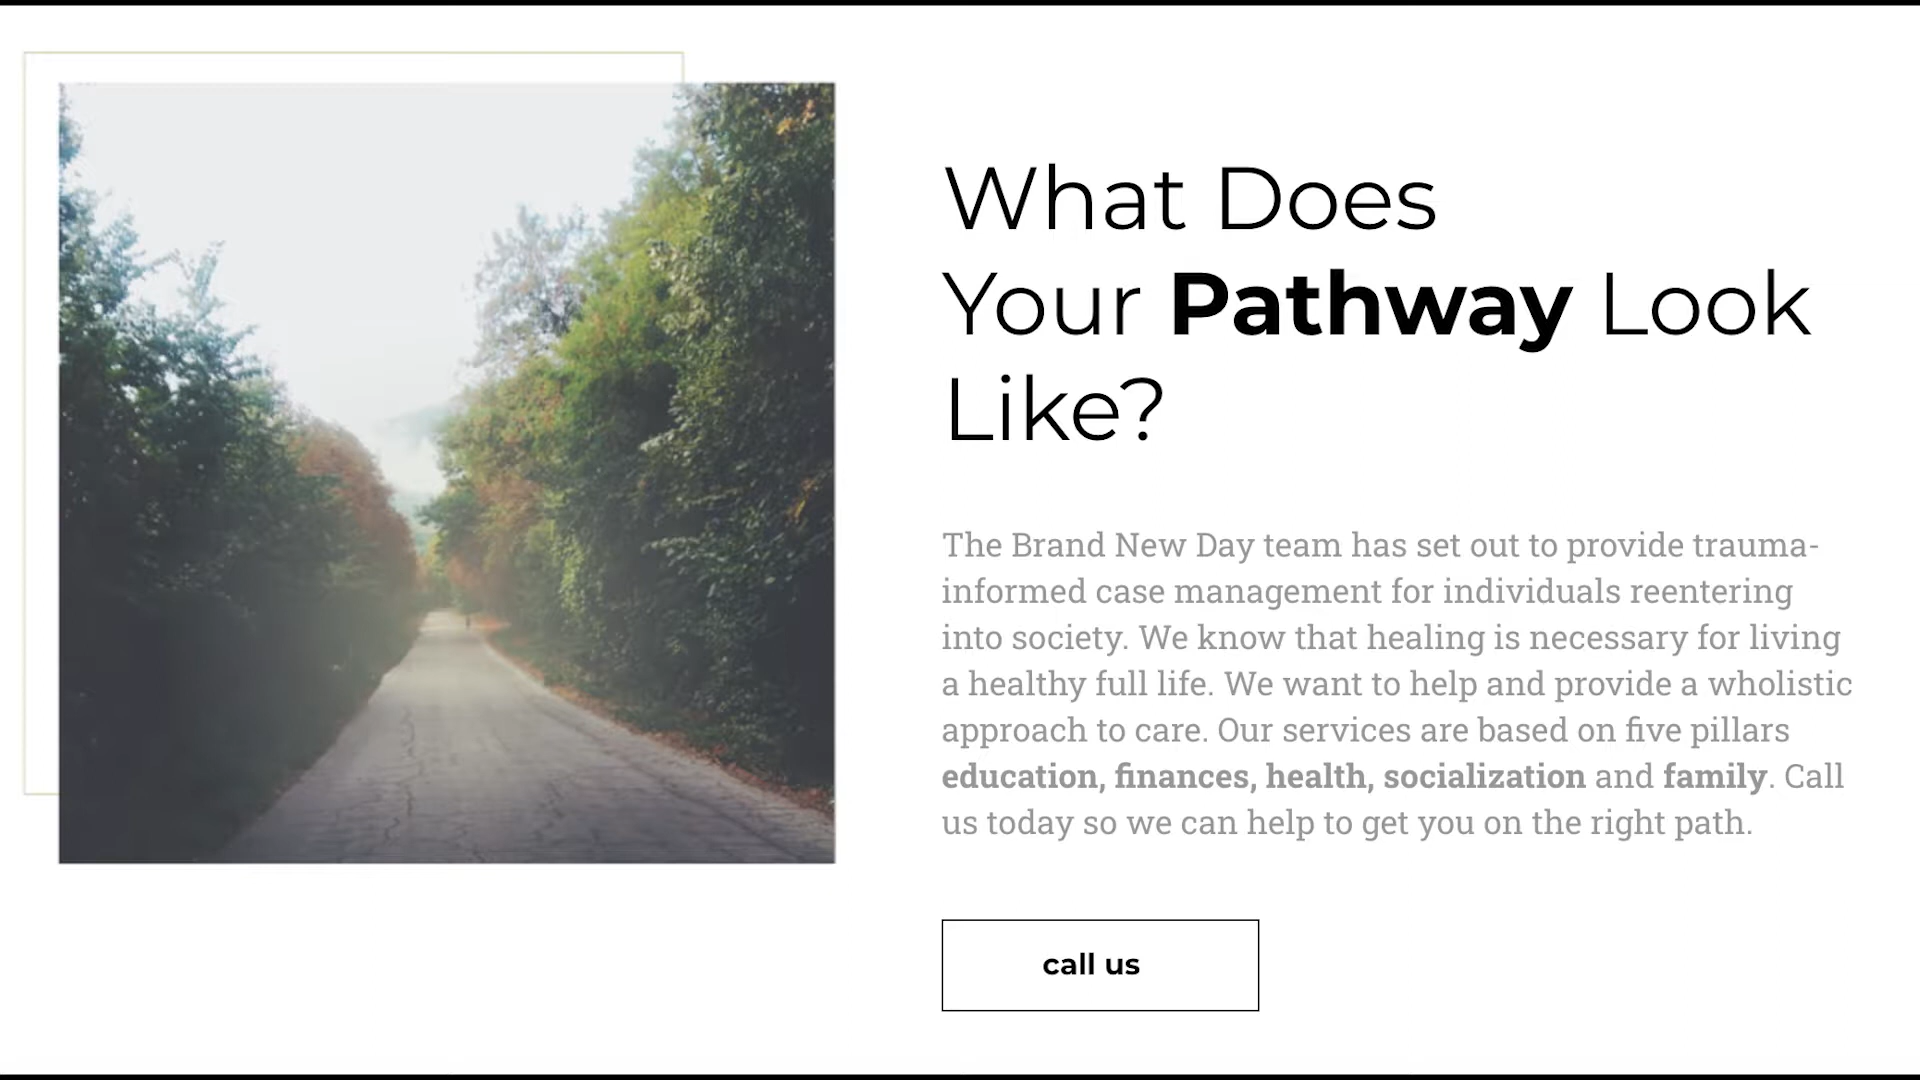 What Does
Your Pathway Look
Like?
The Brand New Day team has set out to provide trauma-
informed case management for individuals reentering
into society. We know that healing is necessary for living
a healthy full life. We want to help and provide a wholistic
approach to care. Our services are based on five pillars
education, finances, health, socialization and family. Call
us today so we can help to get you on the right path.
call us